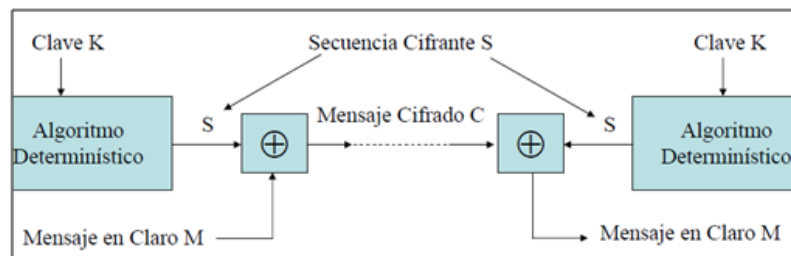 Clave K
Secuencia Cifrante S
Clave K
Algoritmo
Determinístico
S
⊕
Mensaje Cifrado C
⊕
S
Algoritmo
Determinístico
Mensaje en Claro M
Mensaje en Claro M